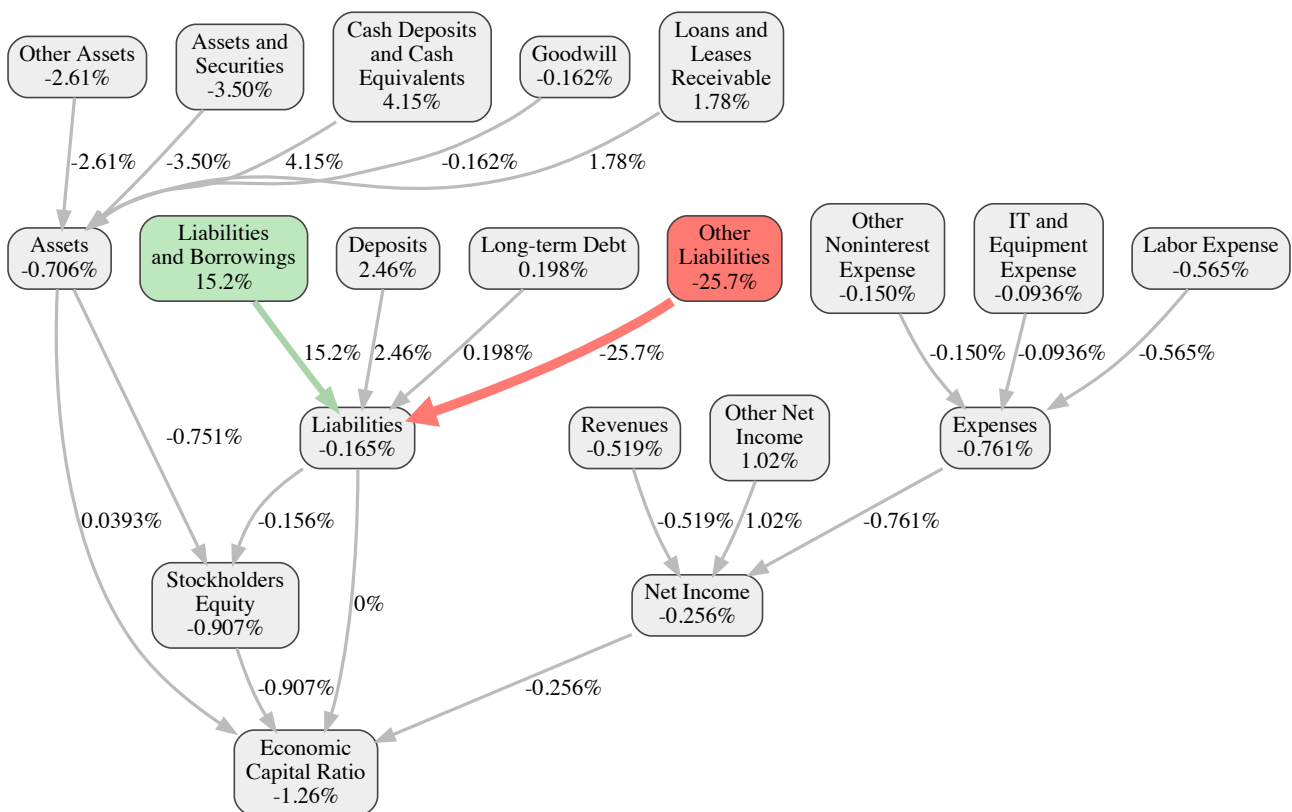 Other Assets
-2.61%
Assets and
Securities
-3.50%
Cash Deposits
and Cash
Equivalents
4.15%
Goodwill
-0.162%
Loans and
Leases
Receivable
1.78%
-2.61%
-3.50%
4.15%
-0.162%
1.78%
Assets
-0.706%
Liabilities
and Borrowings
15.2%
Deposits
2.46%
Long-term Debt
0.198%
Other
Liabilities
-25.7%
Other
Noninterest
Expense
-0.150%
IT and
Equipment
Expense
-0.0936%
Labor Expense
-0.565%
15.2%
2.46%
0.198%
-25.7%
-0.150%
-0.0936%
-0.565%
-0.751%
Liabilities
-0.165%
Revenues
-0.519%
Other Net
Income
1.02%
Expenses
-0.761%
0.0393%
-0.156%
-0.519%
1.02%
-0.761%
Stockholders
Equity
-0.907%
0%
Net Income
-0.256%
-0.907%
-0.256%
Economic
Capital Ratio
-1.26%